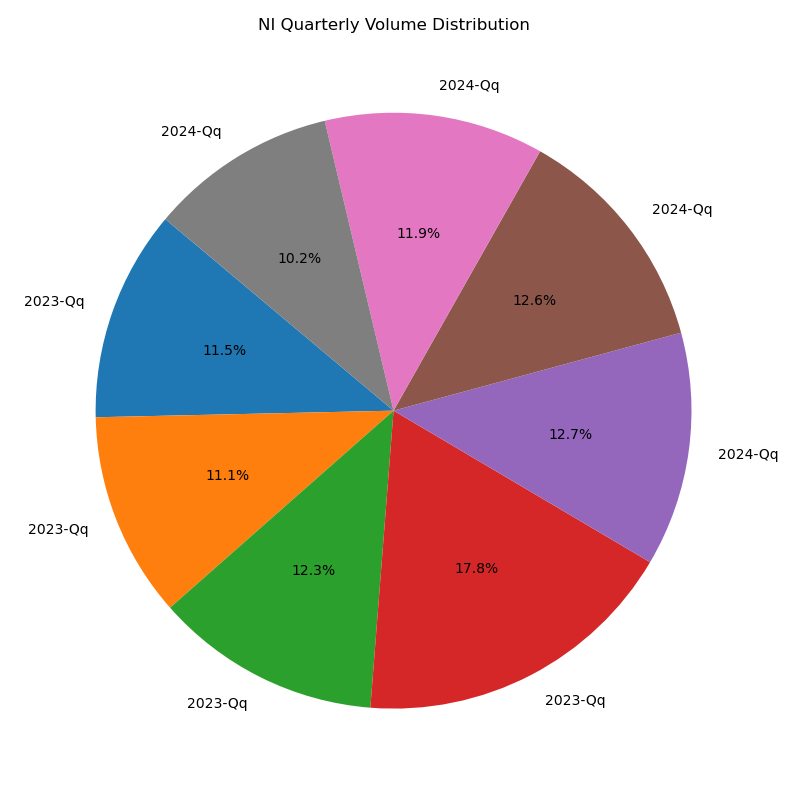 NI Quarterly Volume Distribution
2024-Qq
2024-Qq
2024-Qq
11.9%
10.2%
2023-Qq
12.6%
11.5%
12.7%
2024-Qq
11.1%
2023-Qq
12.3%
17.8%
2023-Qq
2023-Qq